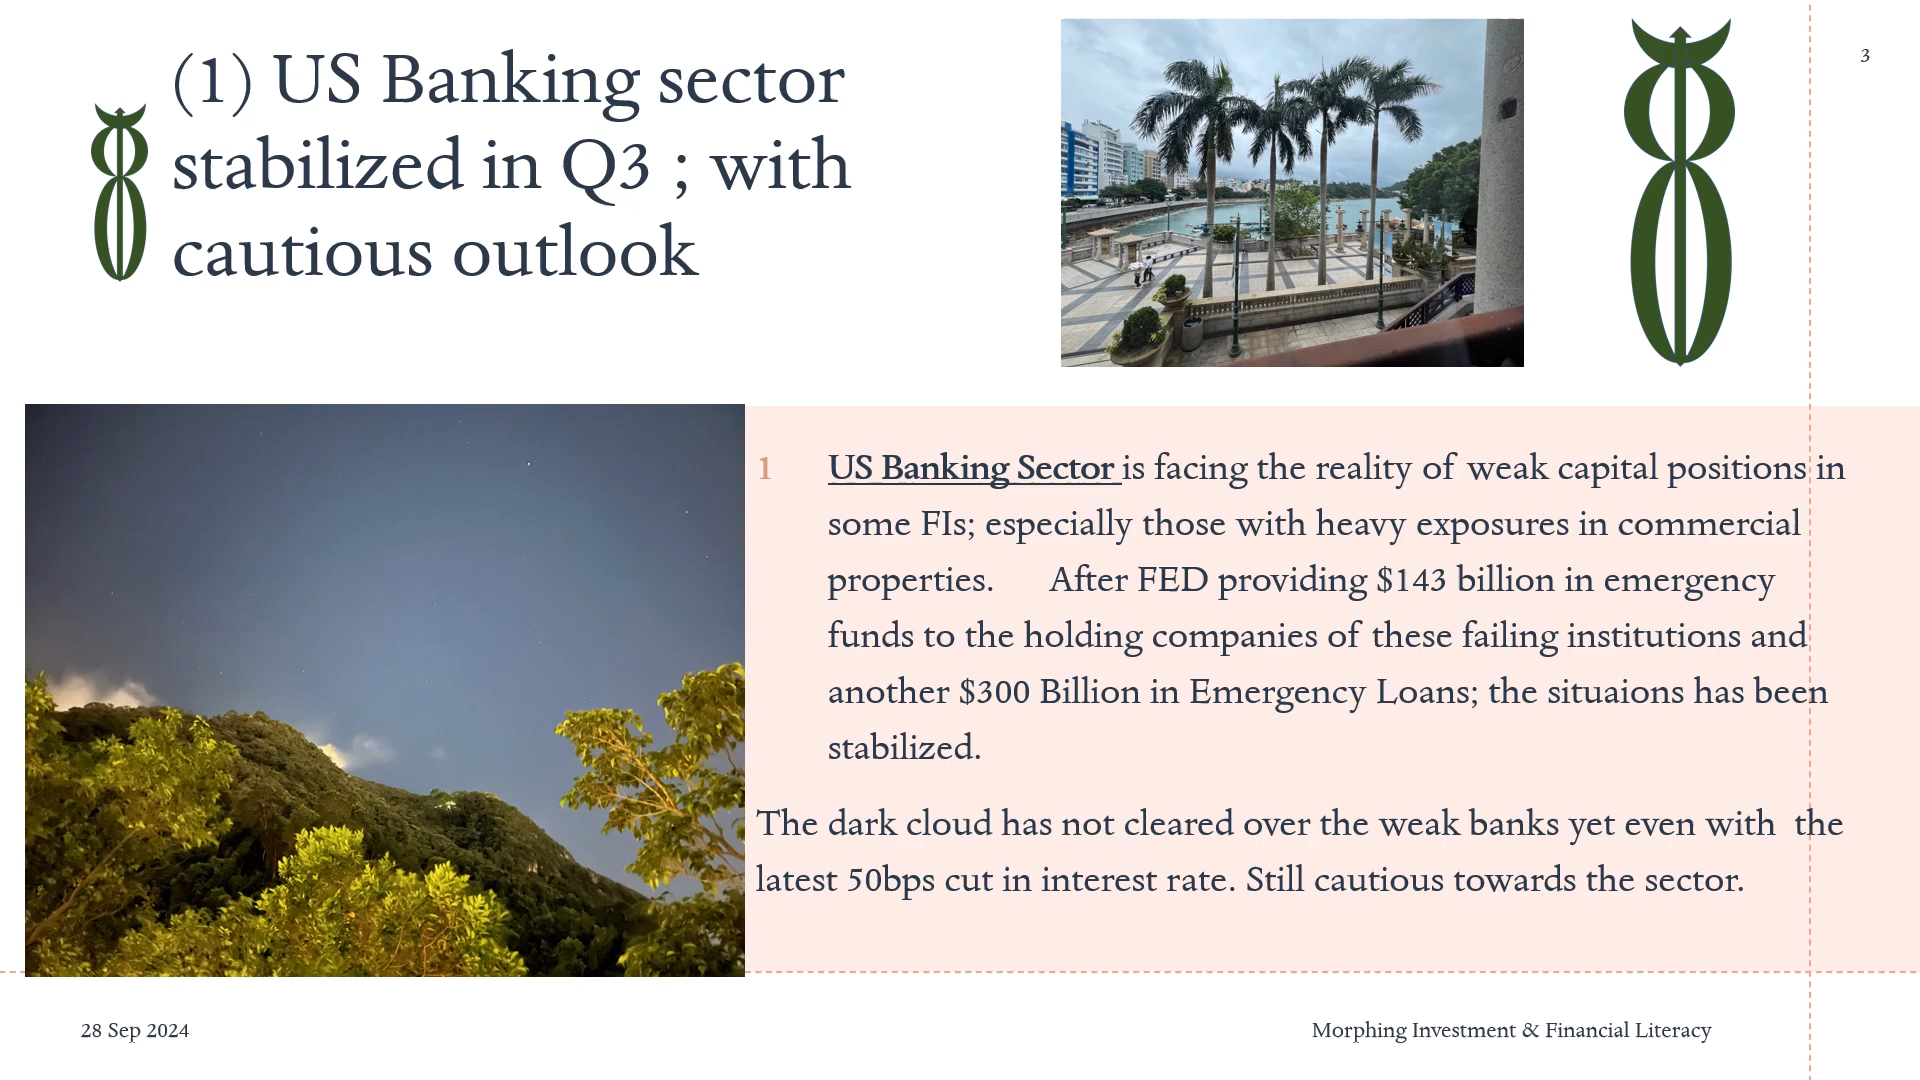 (1) US Banking sector
stabilized in Q3 ; with
cautious outlook
3
1 US Banking Sector is facing the reality of weak capital positions in
some FIs; especially those with heavy exposures in commercial
properties. After FED providing $143 billion in emergency
funds to the holding companies of these failing institutions and
another $300 Billion in Emergency Loans; the situaions has been
stabilized.
The dark cloud has not cleared over the weak banks yet even with the
latest 50bps cut in interest rate. Still cautious towards the sector.
28 Sep 2024
Morphing Investment & Financial Literacy